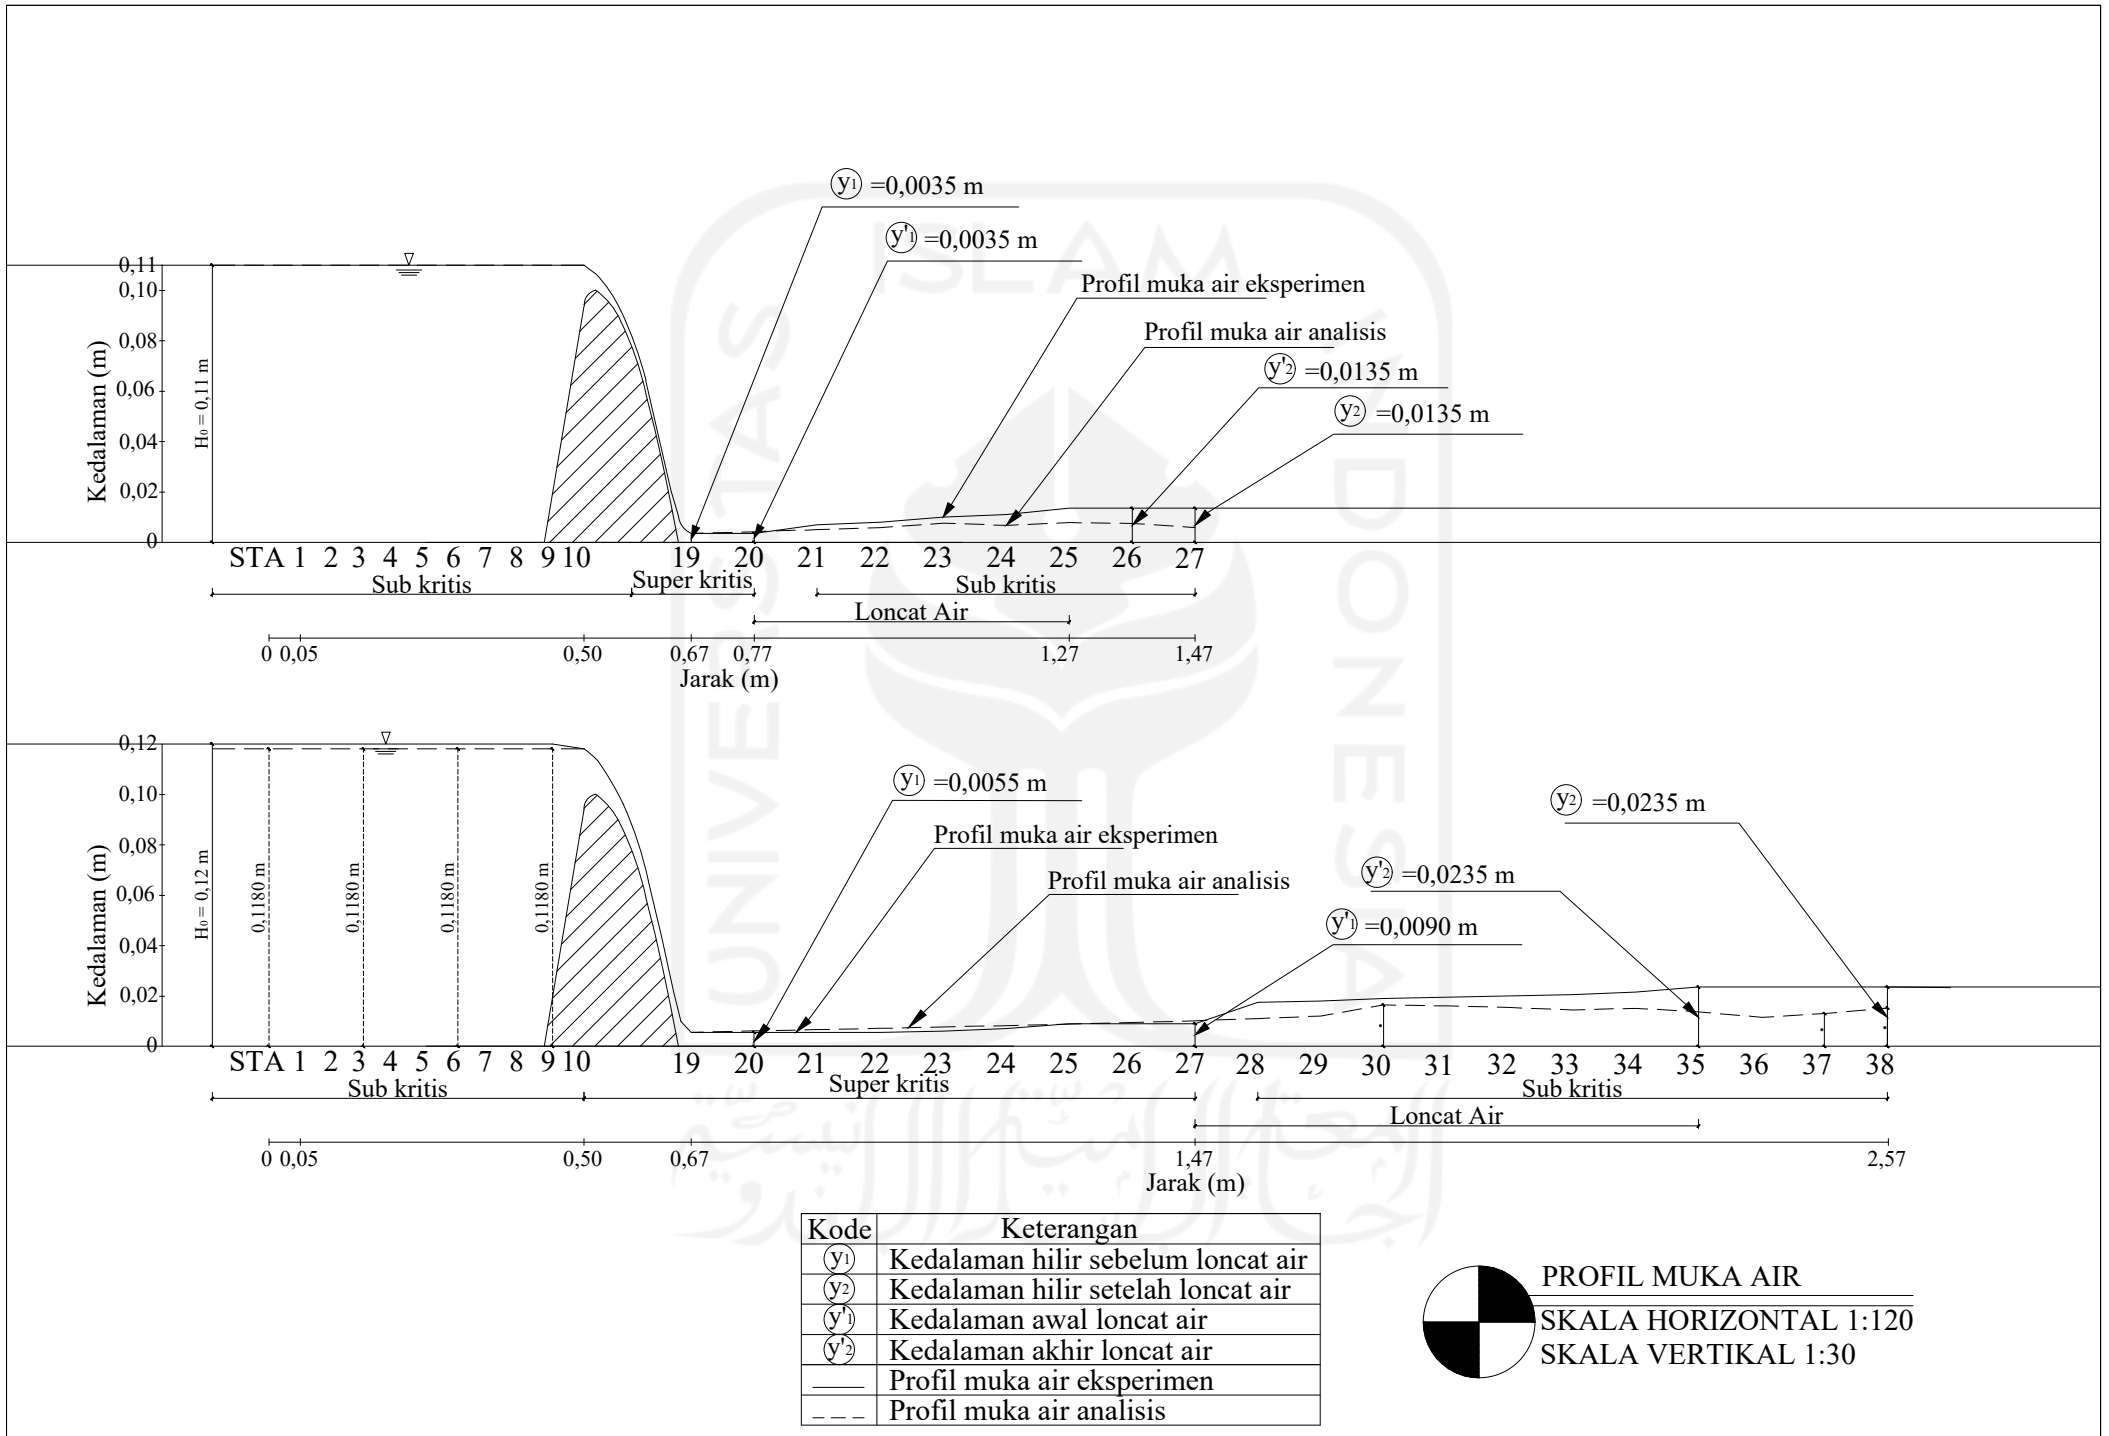 y1 =0,0035 m
y'1 =0,0035 m
Profil muka air eksperimen
Profil muka air analisis
y'2 =0,0135 m
y2 =0,0135 m
Kedalaman (m)
0,11
0,10
0,08
0,06
0,04
0,02
0
H0 = 0,11 m
STA 1 2 3 4 5 6 7 8 9 10 19 20 21 22 23 24 25 26 27
Sub kritis Super kritis Sub kritis
Loncat Air
0 0,05 0,50 0,67 0,77 1,27 1,47
Jarak (m)
y1 =0,0055 m
Profil muka air eksperimen
Profil muka air analisis
y2 =0,0235 m
y'2 =0,0235 m
y'1 =0,0090 m
Kedalaman (m)
0,12
0,10
0,08
0,06
0,04
0,02
0
H0 = 0,12 m
0,1180 m
0,1180 m
0,1180 m
0,1180 m
STA 1 2 3 4 5 6 7 8 9 10 19 20 21 22 23 24 25 26 27 28 29 30 31 32 33 34 35 36 37 38
Sub kritis Super kritis Sub kritis
Loncat Air
0 0,05 0,50 0,67 1,47 2,57
Jarak (m)
Kode Keterangan
y1 Kedalaman hilir sebelum loncat air
y2 Kedalaman hilir setelah loncat air
y'1 Kedalaman awal loncat air
y'2 Kedalaman akhir loncat air
Profil muka air eksperimen
Profil muka air analisis
PROFIL MUKA AIR
SKALA HORIZONTAL 1:120
SKALA VERTIKAL 1:30
UNIVERSITAS
ISLAM
INDONESIA